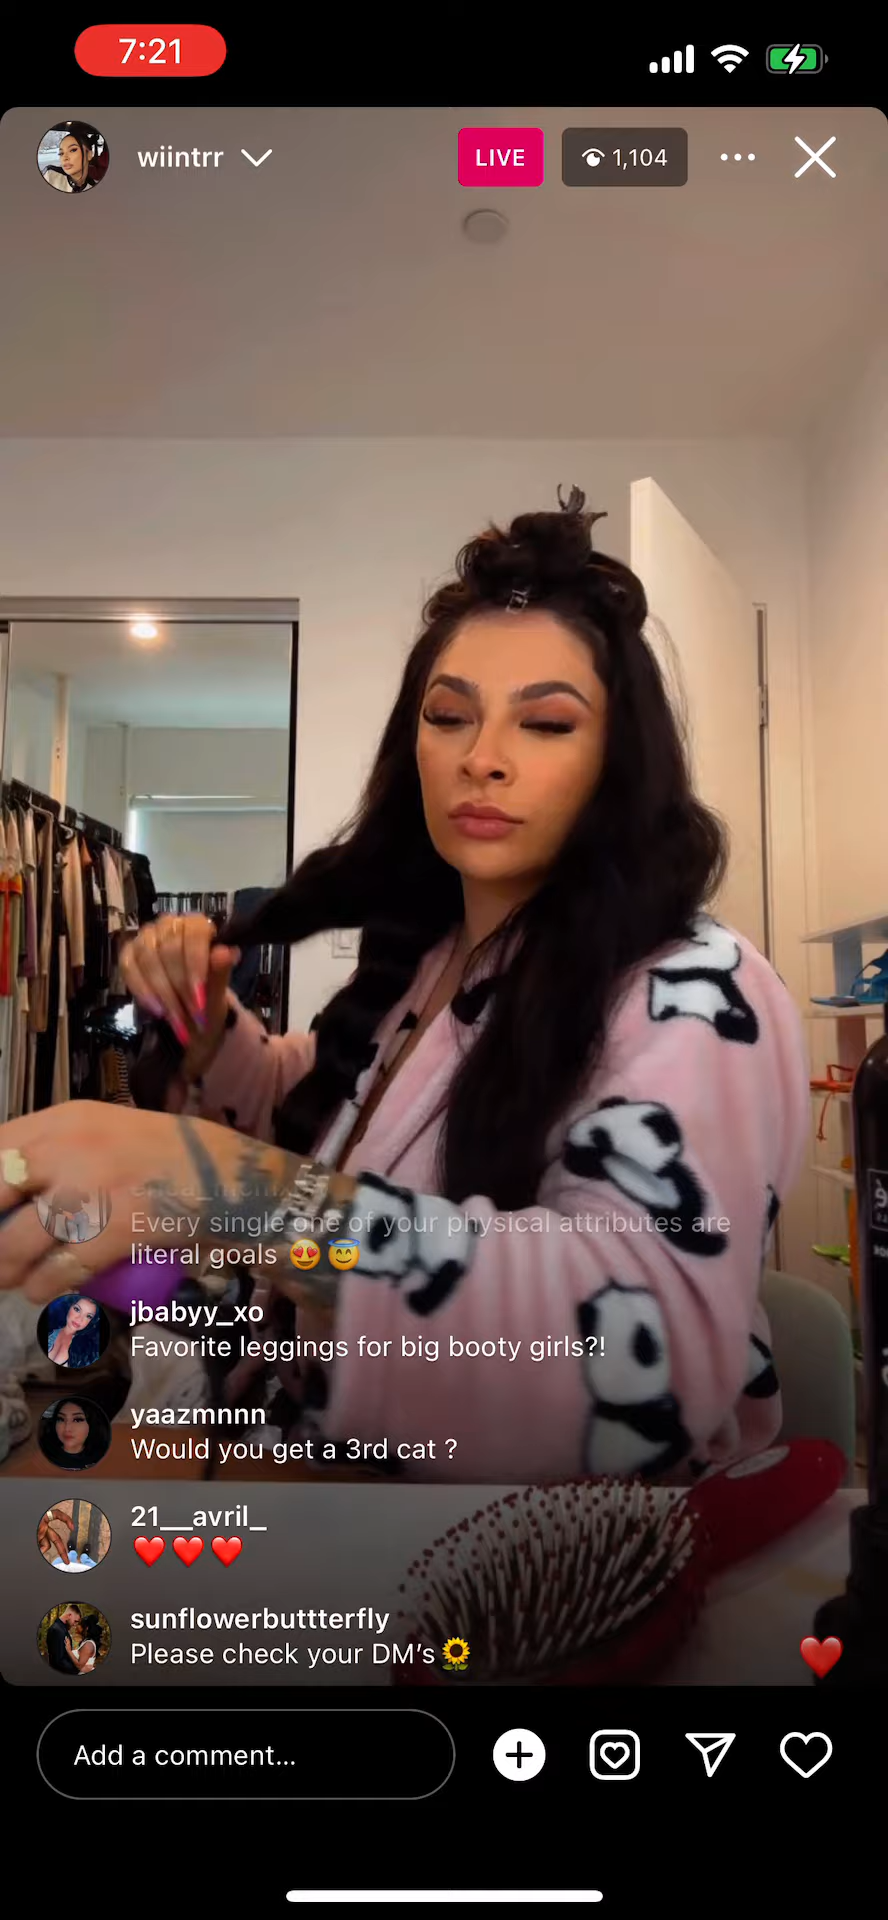 7:21
wiintrr
LIVE
1,104
Every single one of your physical attributes are
literal goals 😍😇
jbabyy_xo
Favorite leggings for big booty girls?!
yaazmnnn
Would you get a 3rd cat ?
21__avril_
❤️❤️❤️
sunflowerbuttterfly
Please check your DM’s🌻
Add a comment...